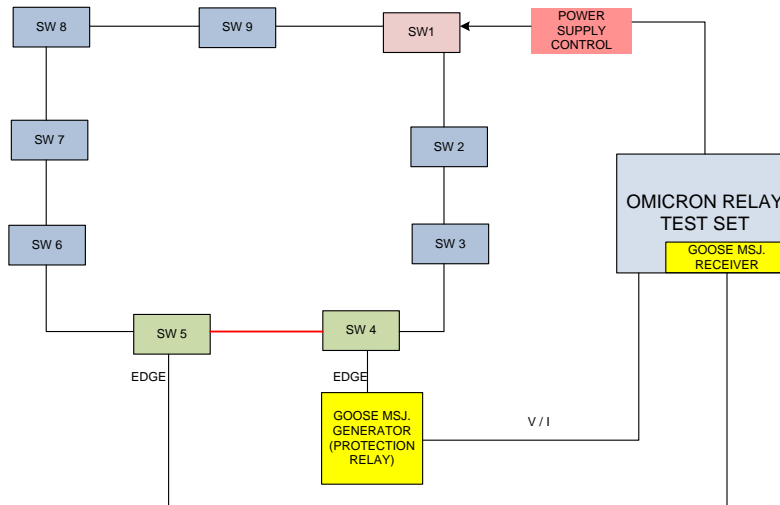 SW 8
SW 9
SW1
POWER
SUPPLY
CONTROL
SW 7
SW 2
OMICRON RELAY
TEST SET
GOOSE MSJ.
RECEIVER
SW 6
SW 3
SW 5
SW 4
EDGE
EDGE
GOOSE MSJ.
GENERATOR
(PROTECTION
RELAY)
V / I